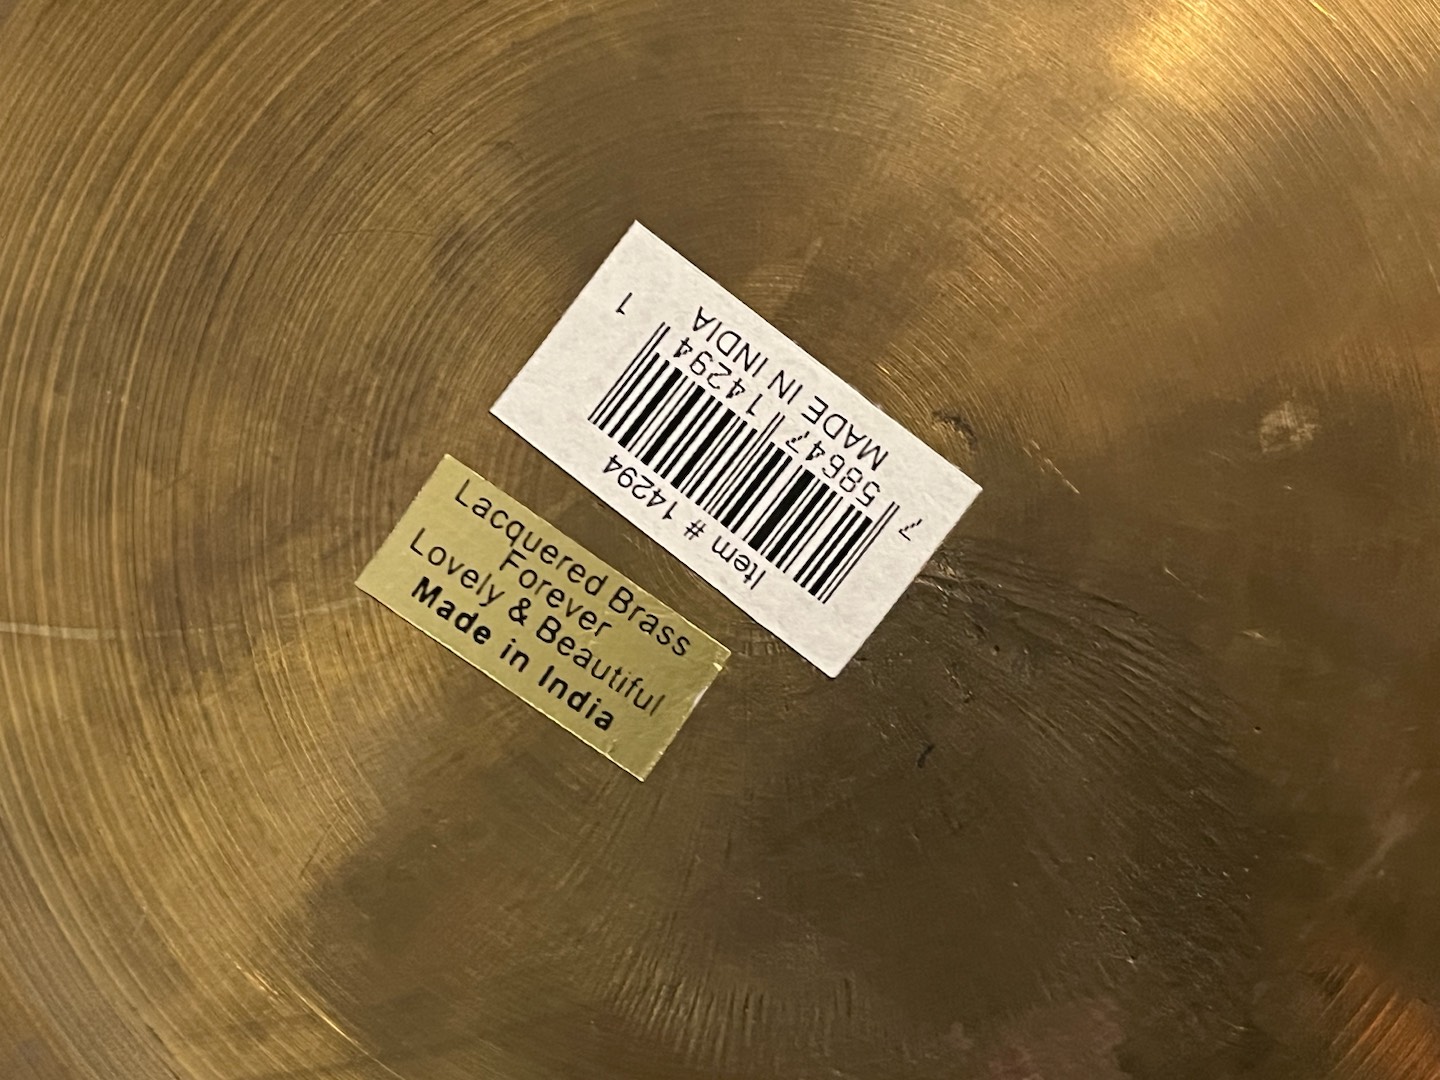 Item # 14294
7 58647 14294 1
MADE IN INDIA
Lacquered Brass
Forever
Lovely & Beautiful
Made in India